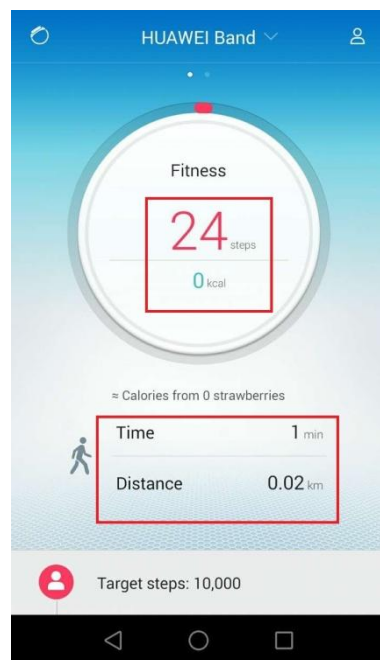 HUAWEI Band
Fitness
24 steps
0 kcal
≈ Calories from 0 strawberries
Time 1 min
Distance 0.02 km
Target steps: 10,000